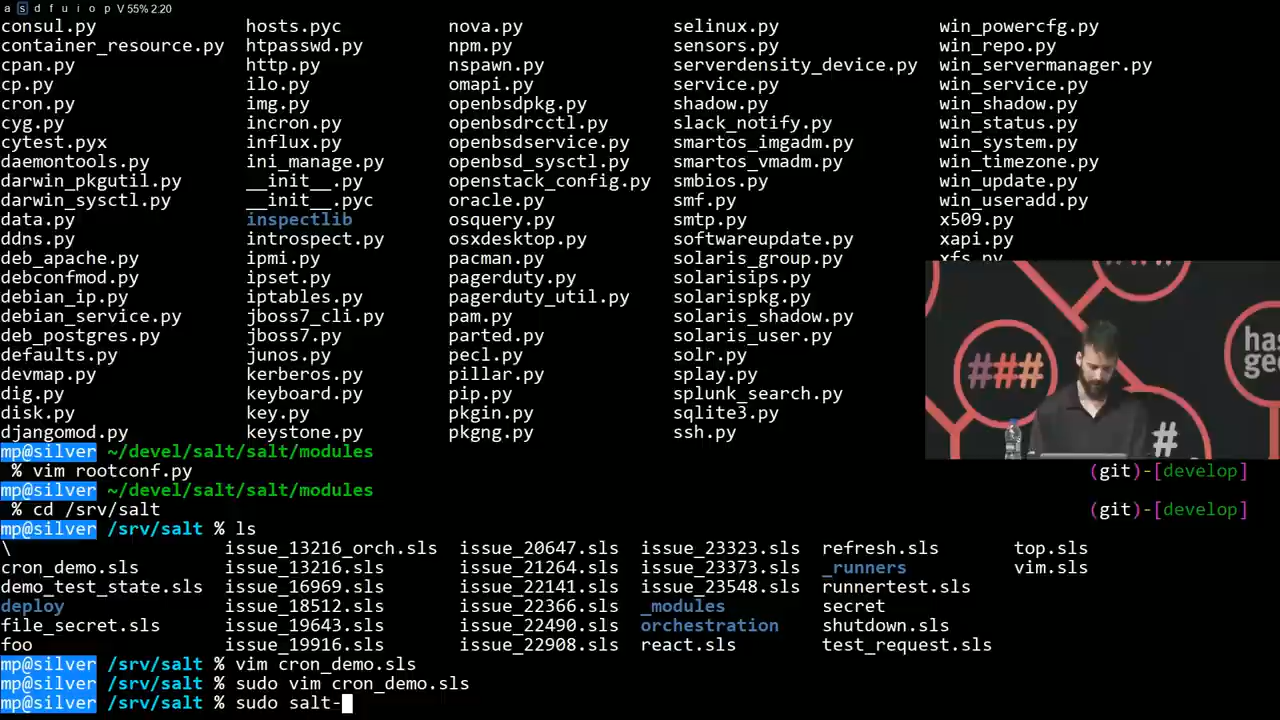 a s d f u i o p V 55% 2.20
consul.py hosts.pyc nova.py selinux.py win_powercfg.py
container_resource.py htpasswd.py npm.py sensors.py win_repo.py
cpan.py http.py nspawn.py serverdensity_device.py win_servermanager.py
cp.py ilo.py omapi.py service.py win_service.py
cron.py img.py openbsdpkg.py shadow.py win_shadow.py
cyg.py incron.py openbsdrcctl.py slack_notify.py win_status.py
cytest.pyx influx.py openbsdservice.py smartos_imgadm.py win_system.py
daemontools.py ini_manage.py openbsd_sysctl.py smartos_vmadm.py win_timezone.py
darwin_pkgutil.py __init__.py openstack_config.py smbios.py win_update.py
darwin_sysctl.py __init__.pyc oracle.py smf.py win_useradd.py
data.py inspectlib osquery.py smtp.py x509.py
ddns.py introspect.py osxdesktop.py softwareupdate.py xapi.py
deb_apache.py ipmi.py pacman.py solaris_group.py xfs.py
debconfmod.py ipset.py pagerduty.py solarisips.py
debian_ip.py iptables.py pagerduty_util.py solarispkg.py
debian_service.py jboss7_cli.py pam.py solaris_shadow.py
deb_postgres.py jboss7.py parted.py solaris_user.py
defaults.py junos.py pecl.py solr.py
devmap.py kerberos.py pillar.py splay.py
dig.py keyboard.py pip.py splunk_search.py
disk.py key.py pkgin.py sqlite3.py
djangomod.py keystone.py pkgng.py ssh.py
###
has
gee
#
mp@silver ~/devel/salt/salt/modules
% vim rootconf.py (git)-[develop]
mp@silver ~/devel/salt/salt/modules
% cd /srv/salt (git)-[develop]
mp@silver /srv/salt % ls
\ issue_13216_orch.sls issue_20647.sls issue_23323.sls refresh.sls top.sls
cron_demo.sls issue_13216.sls issue_21264.sls issue_23373.sls _runners vim.sls
demo_test_state.sls issue_16969.sls issue_22141.sls issue_23548.sls runnertest.sls
deploy issue_18512.sls issue_22366.sls _modules secret
file_secret.sls issue_19643.sls issue_22490.sls orchestration shutdown.sls
foo issue_19916.sls issue_22908.sls react.sls test_request.sls
mp@silver /srv/salt % vim cron_demo.sls
mp@silver /srv/salt % sudo vim cron_demo.sls
mp@silver /srv/salt % sudo salt-